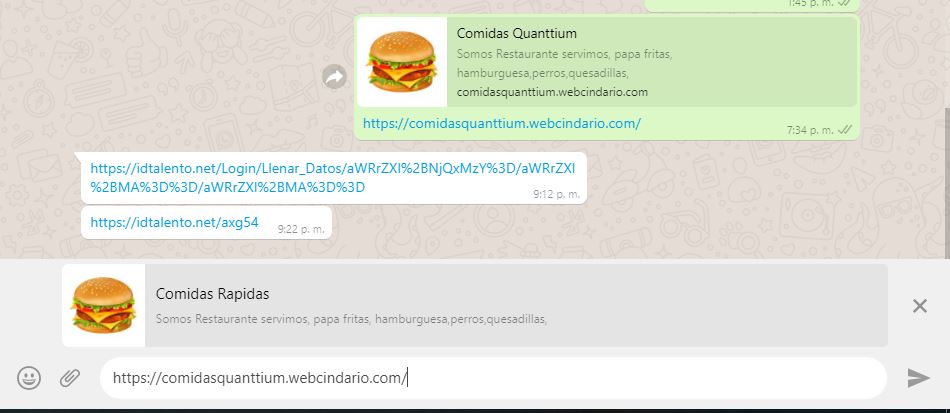 1:45 p. m.
Comidas Quanttium
Somos Restaurante servimos, papa fritas,
hamburguesa,perros,quesadillas,
comidasquanttium.webcindario.com
https://comidasquanttium.webcindario.com/
7:34 p. m.
https://idtalento.net/Login/Llenar_Datos/aWRrZXI%2BNjQxMzY%3D/aWRrZXI
%2BMA%3D%3D/aWRrZXI%2BMA%3D%3D
9:12 p. m.
https://idtalento.net/axg54
9:22 p. m.
Comidas Rapidas
Somos Restaurante servimos, papa fritas, hamburguesa,perros,quesadillas,
https://comidasquanttium.webcindario.com/